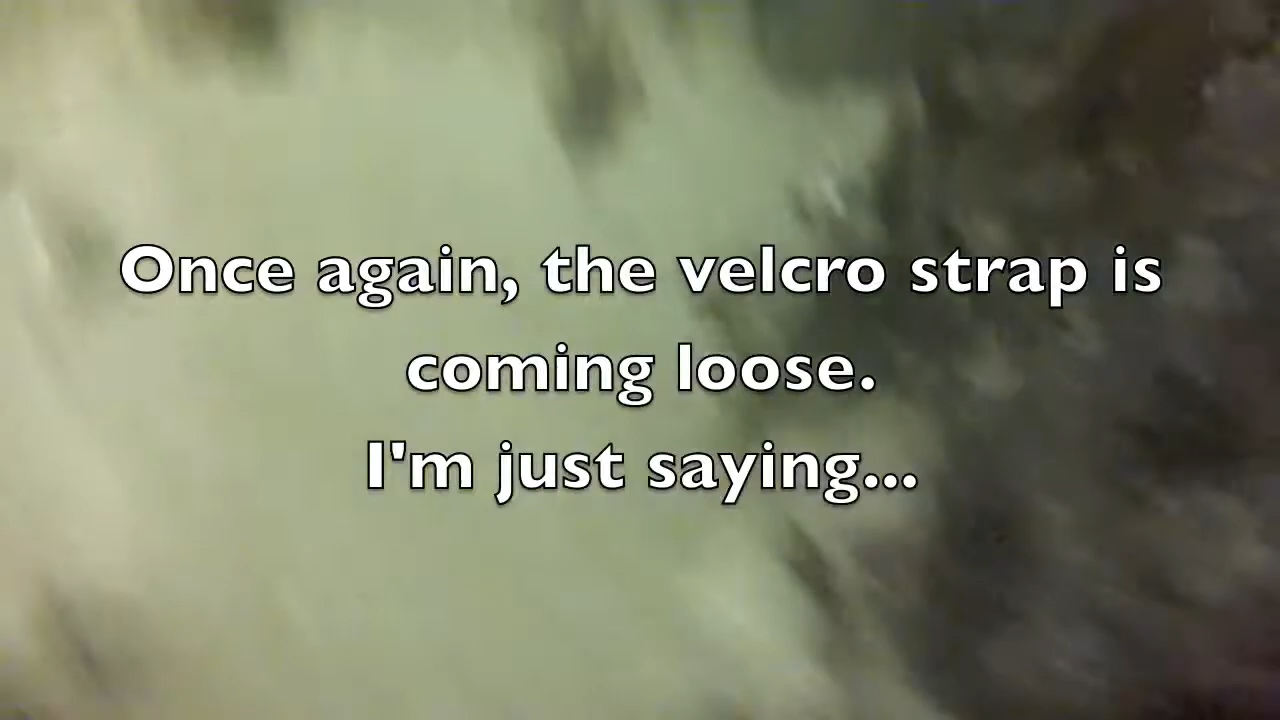 Once again, the velcro strap is
coming loose.
I'm just saying...